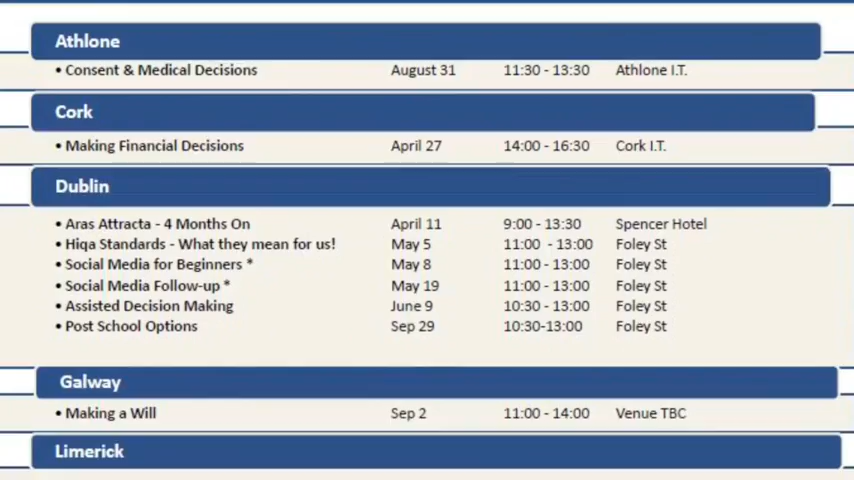 Athlone
• Consent & Medical Decisions August 31 11:30 - 13:30 Athlone I.T.
Cork
• Making Financial Decisions April 27 14:00 - 16:30 Cork I.T.
Dublin
• Aras Attracta - 4 Months On April 11 9:00 - 13:30 Spencer Hotel
• Hiqa Standards - What they mean for us! May 5 11:00 - 13:00 Foley St
• Social Media for Beginners * May 8 11:00 - 13:00 Foley St
• Social Media Follow-up * May 19 11:00 - 13:00 Foley St
• Assisted Decision Making June 9 10:30 - 13:00 Foley St
• Post School Options Sep 29 10:30-13:00 Foley St
Galway
• Making a Will Sep 2 11:00 - 14:00 Venue TBC
Limerick